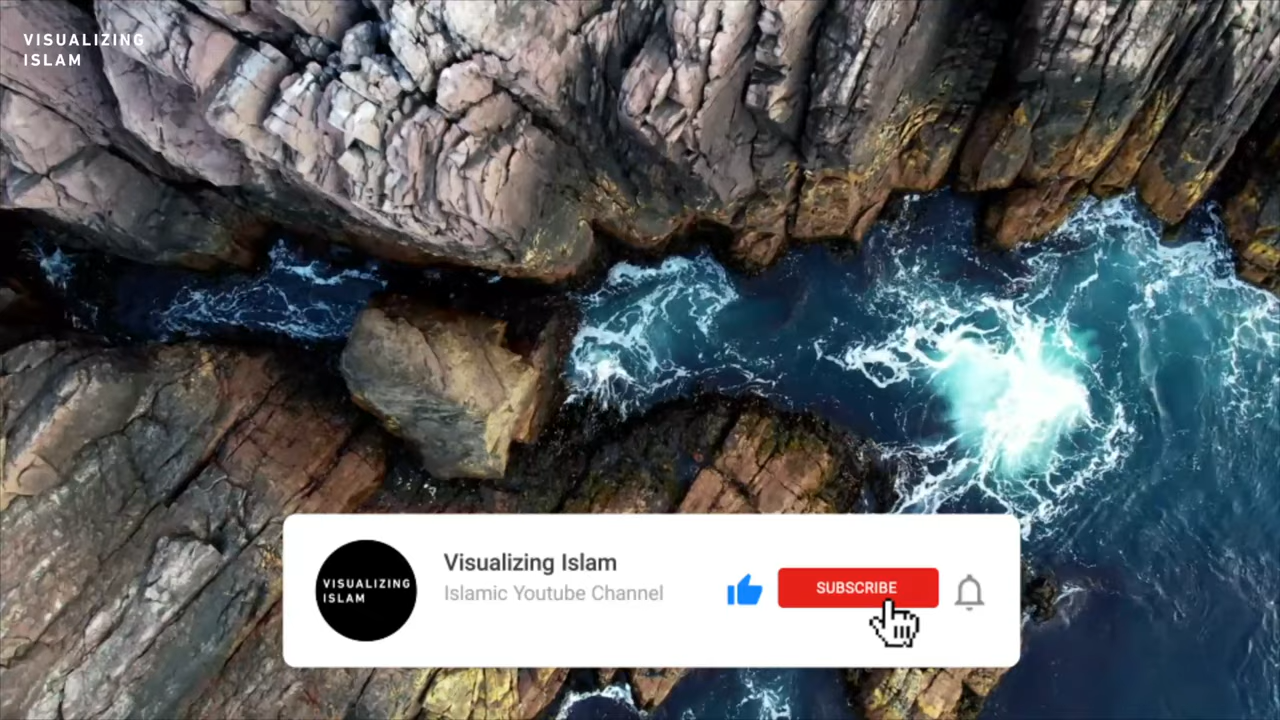 VISUALIZING
ISLAM
VISUALIZING
ISLAM
Visualizing Islam
Islamic Youtube Channel
SUBSCRIBE